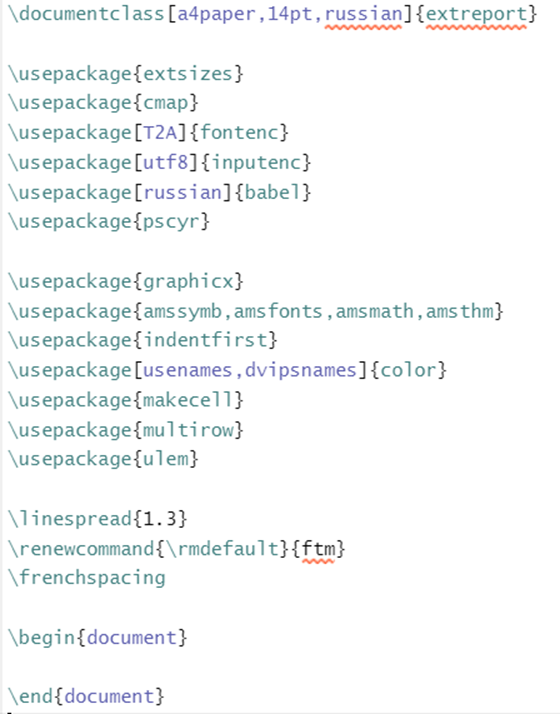 \documentclass[a4paper,14pt,russian]{extreport}
\usepackage{extsizes}
\usepackage{cmap}
\usepackage[T2A]{fontenc}
\usepackage[utf8]{inputenc}
\usepackage[russian]{babel}
\usepackage{pscyr}
\usepackage{graphicx}
\usepackage{amssymb,amsfonts,amsmath,amsthm}
\usepackage{indentfirst}
\usepackage[usenames,dvipsnames]{color}
\usepackage{makecell}
\usepackage{multirow}
\usepackage{ulem}
\linespread{1.3}
\renewcommand{\rmdefault}{ftm}
\frenchspacing
\begin{document}
\end{document}